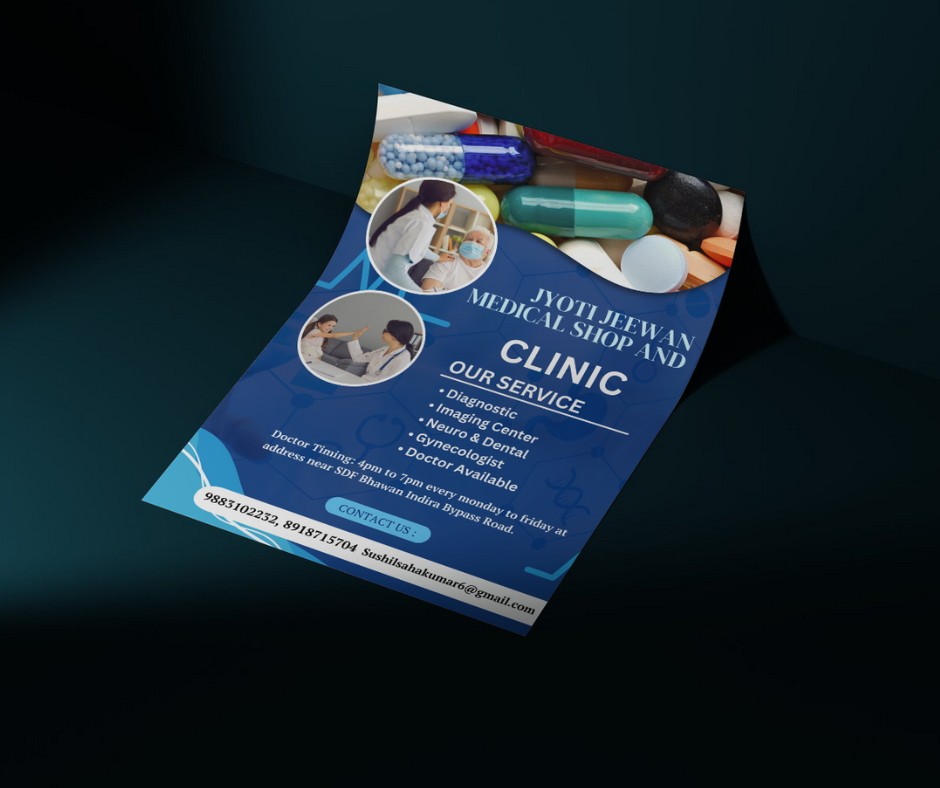 JYOTI JEEWAN
MEDICAL SHOP AND
CLINIC
OUR SERVICE
• Diagnostic
• Imaging Center
• Neuro & Dental
• Gynecologist
• Doctor Available
Doctor Timing: 4pm to 7pm every monday to friday at
address near SDF Bhawan Indira Bypass Road.
CONTACT US :
9883102232, 8918715704 Sushilsahakumar6@gmail.com